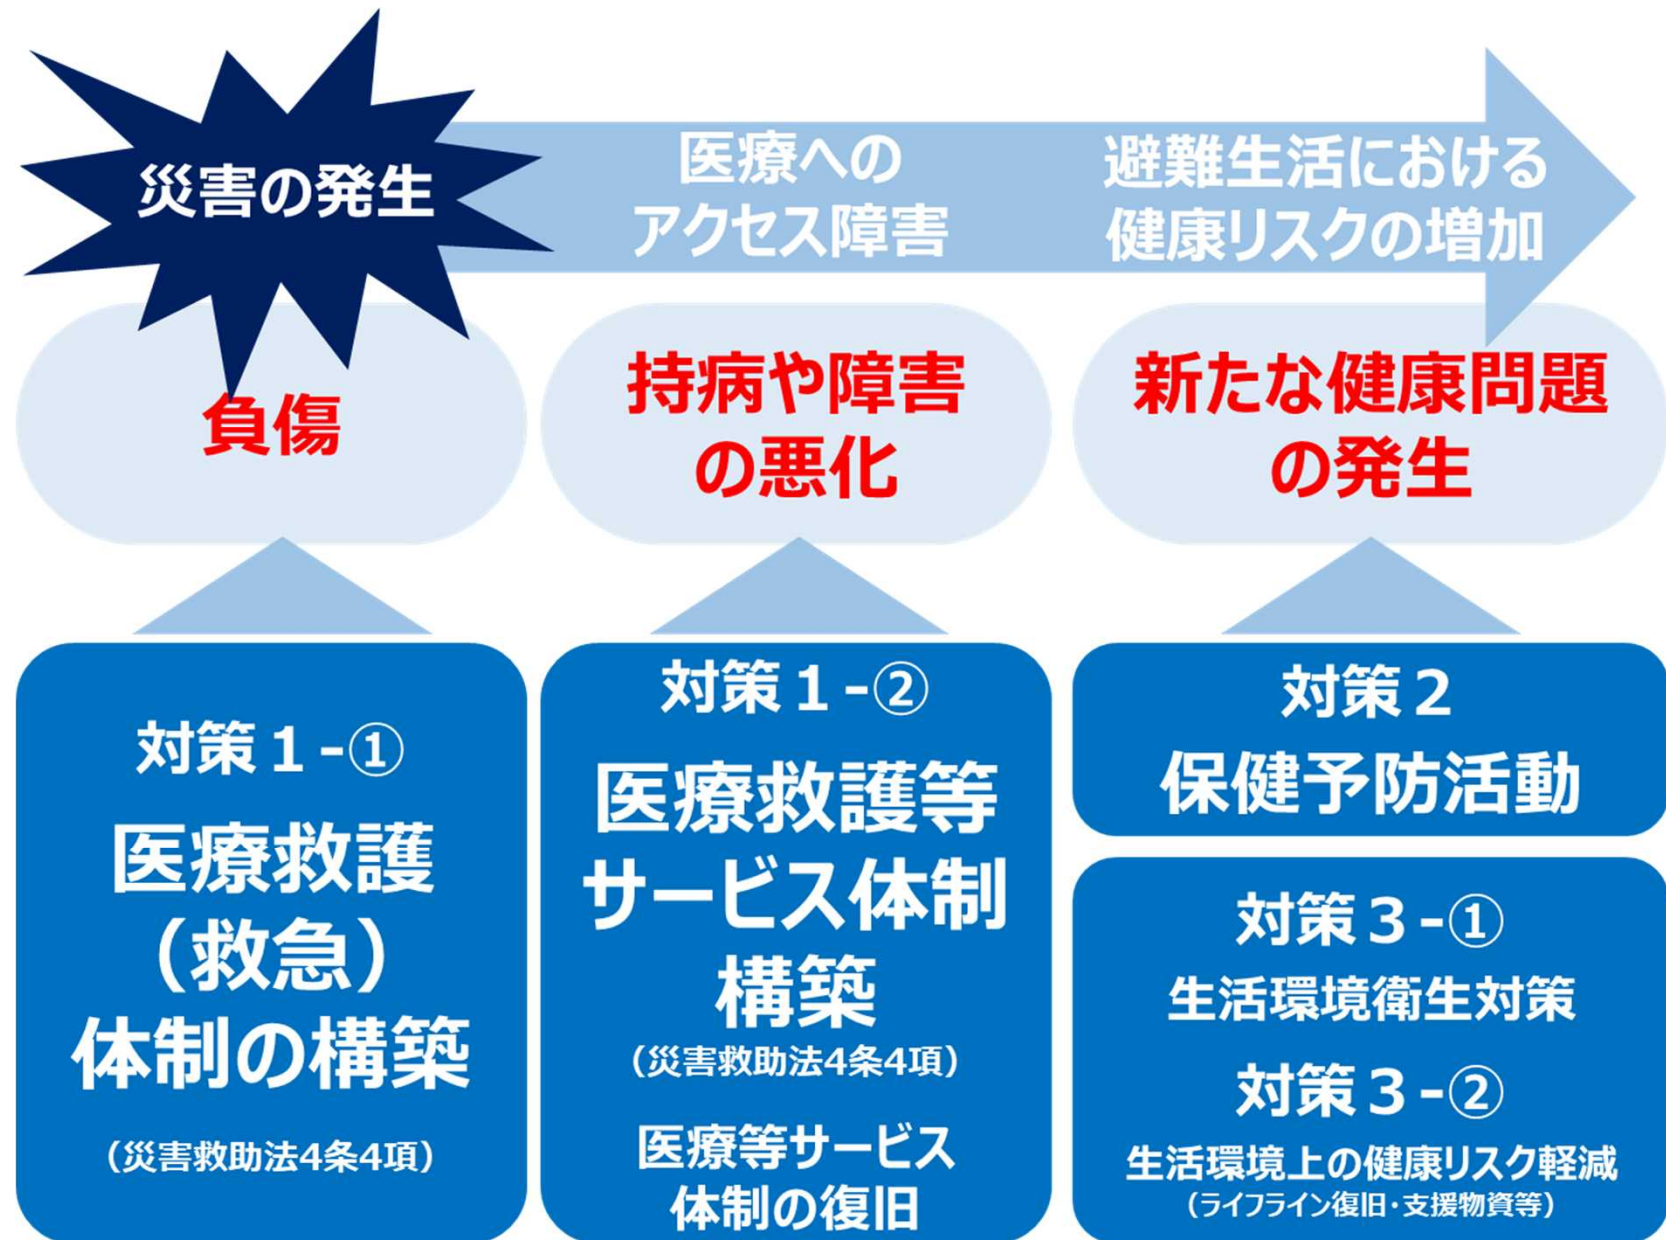 災害の発生
医療への
アクセス障害
避難生活における
健康リスクの増加
負傷
持病や障害
の悪化
新たな健康問題
の発生
対策１-①
医療救護
（救急）
体制の構築
（災害救助法4条4項）
対策１-②
医療救護等
サービス体制
構築
（災害救助法4条4項）
医療等サービス
体制の復旧
対策２
保健予防活動
対策３-①
生活環境衛生対策
対策３-②
生活環境上の健康リスク軽減
（ライフライン復旧・支援物資等）